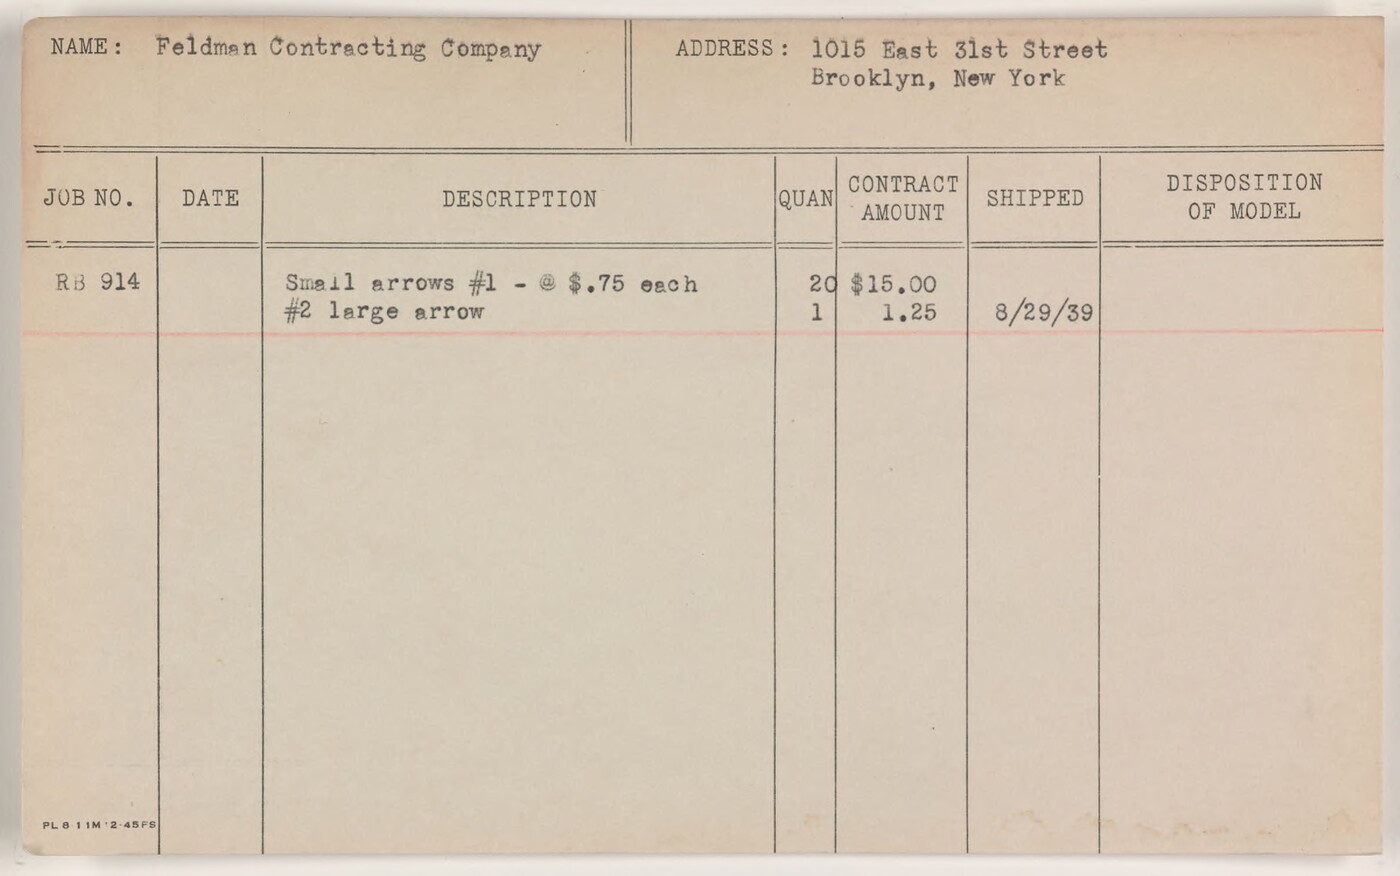 NAME: Feldman Contracting Company
ADDRESS: 1015 East 31st Street
Brooklyn, New York
JOB NO. DATE DESCRIPTION QUAN CONTRACT AMOUNT SHIPPED DISPOSITION OF MODEL
RB 914 Small arrows #1 - @ $.75 each 20 $15.00
#2 large arrow 1 1.25 8/29/39
PL 8 1 1M 2-45FS